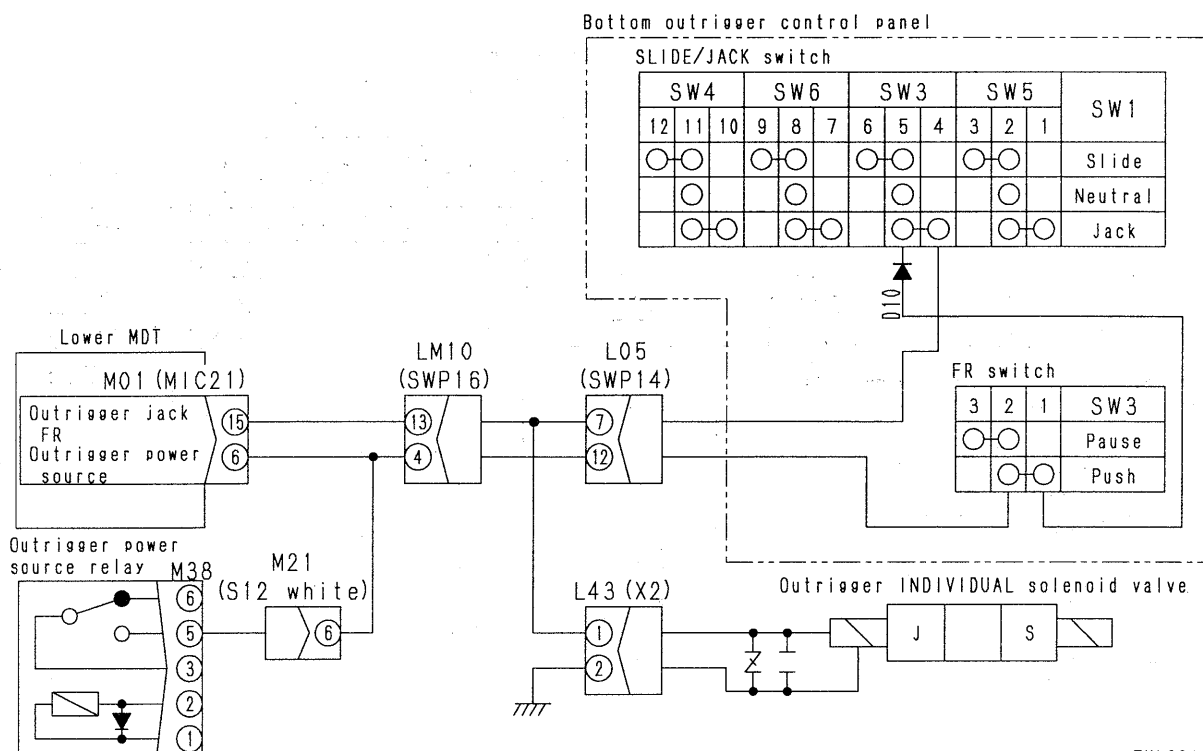 Bottom outrigger control panel
SLIDE/JACK switch
SW4 SW6 SW3 SW5 SW1
12 11 10 9 8 7 6 5 4 3 2 1
Slide
Neutral
Jack
D10
Lower MDT
M01 (MIC21)
LM10
(SWP16)
L05
(SWP14)
FR switch
3 2 1 SW3
Pause
Push
Outrigger jack
FR
15
13
7
Outrigger power
source
6
4
12
Outrigger power
source relay
M38
M21
(S12 white)
L43 (X2)
Outrigger INDIVIDUAL solenoid valve
6
5
6
1
J S
3
2
2
1